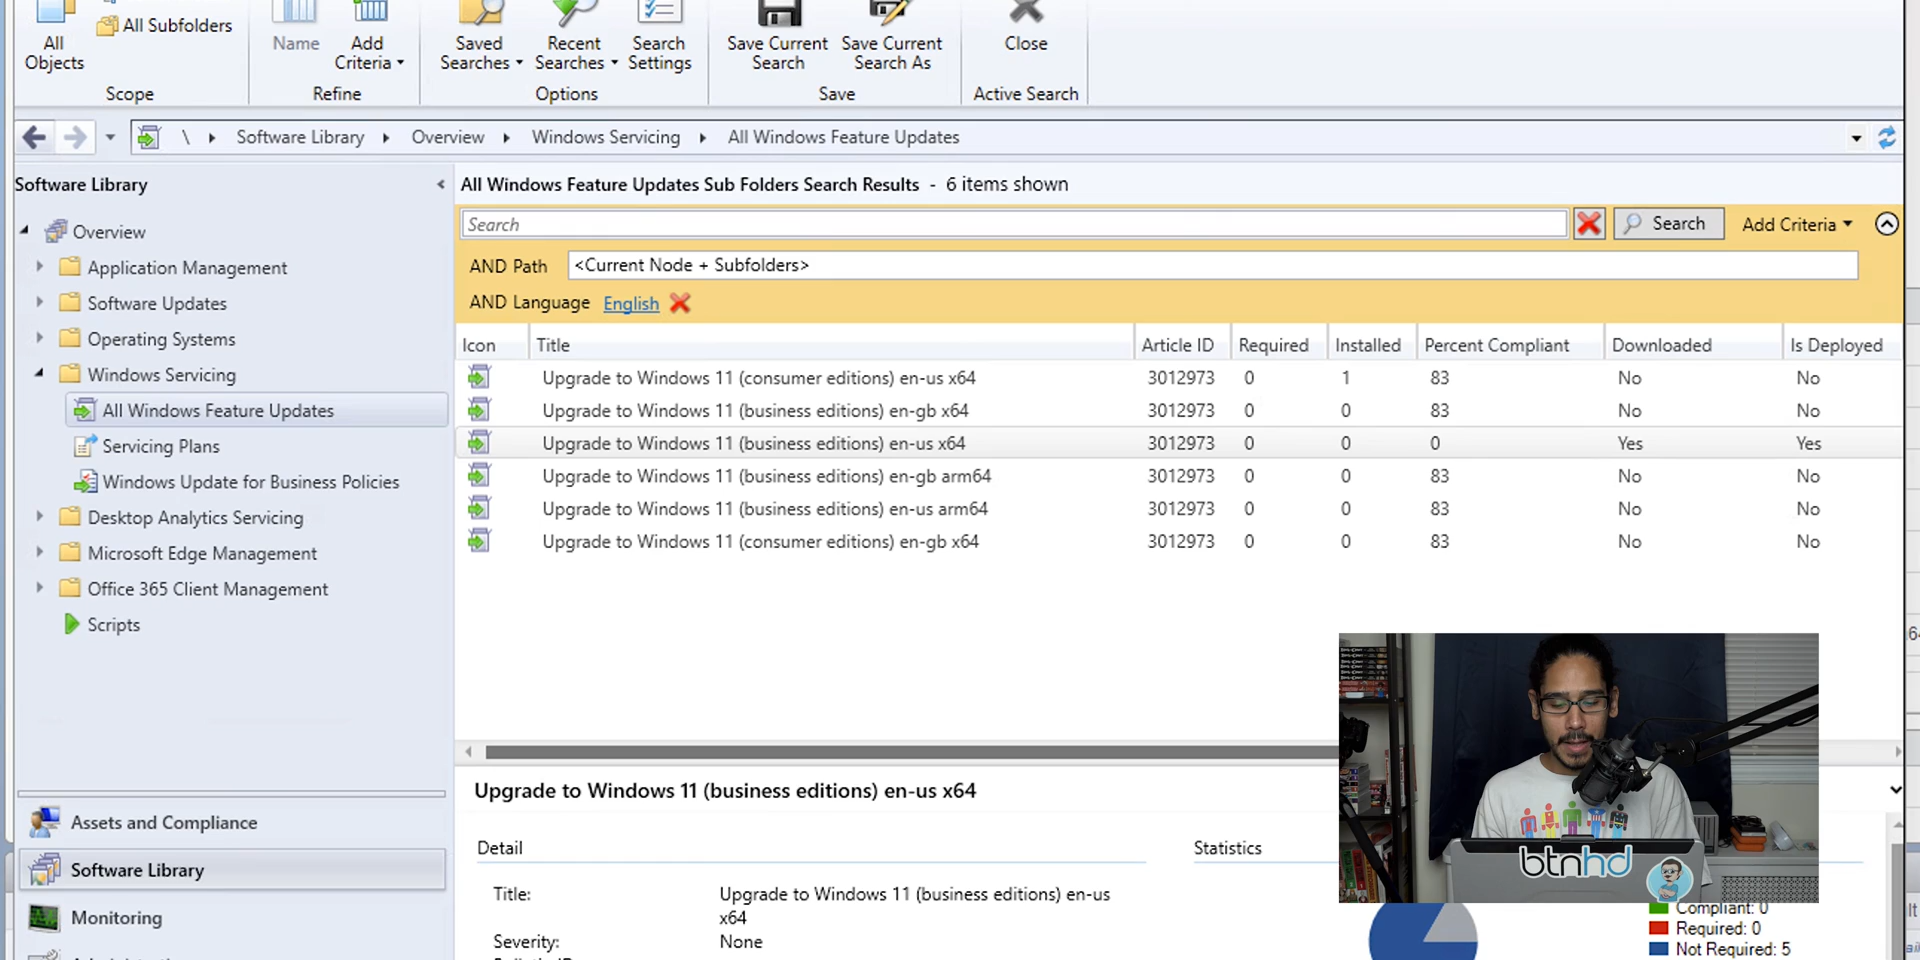 All Subfolders
All Objects
Name
Add Criteria
Saved Searches
Recent Searches
Search Settings
Save Current Search
Save Current Search As
Close
Scope
Refine
Options
Save
Active Search
\ Software Library Overview Windows Servicing All Windows Feature Updates
Software Library
Overview
Application Management
Software Updates
Operating Systems
Windows Servicing
All Windows Feature Updates
Servicing Plans
Windows Update for Business Policies
Desktop Analytics Servicing
Microsoft Edge Management
Office 365 Client Management
Scripts
Assets and Compliance
Software Library
Monitoring
All Windows Feature Updates Sub Folders Search Results - 6 items shown
Search Search Add Criteria
AND Path <Current Node + Subfolders>
AND Language English
Icon Title Article ID Required Installed Percent Compliant Downloaded Is Deployed
Upgrade to Windows 11 (consumer editions) en-us x64 3012973 0 1 83 No No
Upgrade to Windows 11 (business editions) en-gb x64 3012973 0 0 83 No No
Upgrade to Windows 11 (business editions) en-us x64 3012973 0 0 0 Yes Yes
Upgrade to Windows 11 (business editions) en-gb arm64 3012973 0 0 83 No No
Upgrade to Windows 11 (business editions) en-us arm64 3012973 0 0 83 No No
Upgrade to Windows 11 (consumer editions) en-gb x64 3012973 0 0 83 No No
Upgrade to Windows 11 (business editions) en-us x64
Detail
Title: Upgrade to Windows 11 (business editions) en-us
x64
Severity: None
Statistics
btnhd
Compliant: 0
Required: 0
Not Required: 5